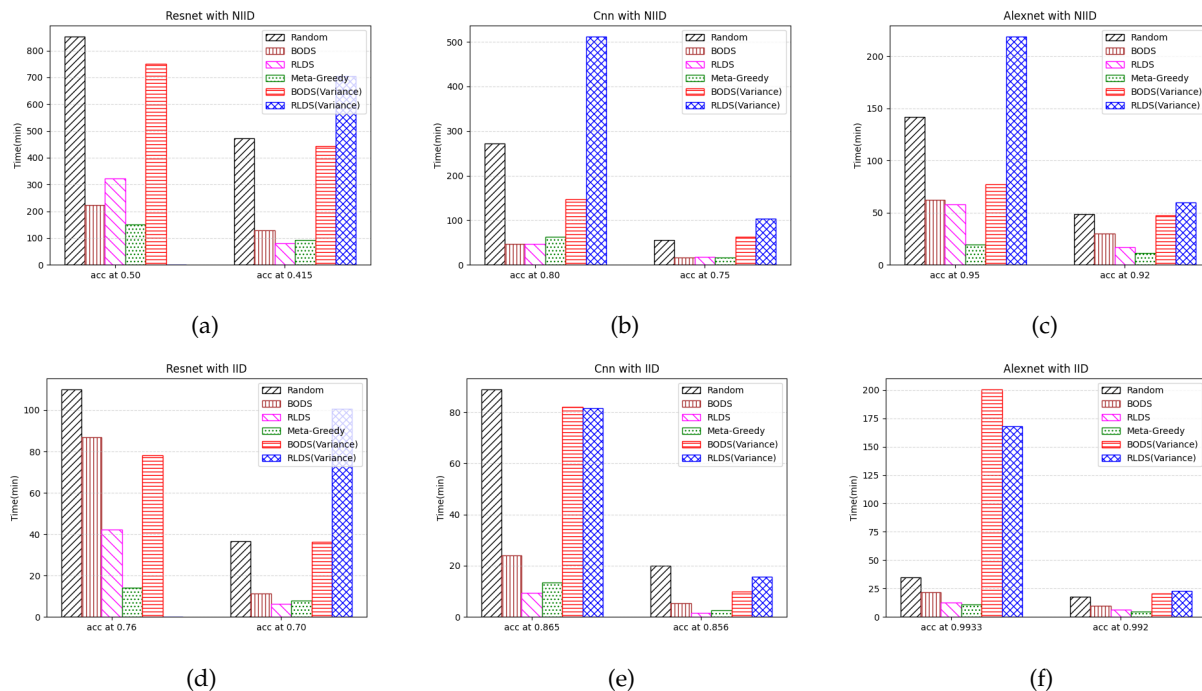 Resnet with NIID
Time(min)
800
700
600
500
400
300
200
100
0
acc at 0.50
acc at 0.415
Random
BODS
RLDS
Meta-Greedy
BODS(Variance)
RLDS(Variance)
(a)
Cnn with NIID
Time(min)
500
400
300
200
100
0
acc at 0.80
acc at 0.75
Random
BODS
RLDS
Meta-Greedy
BODS(Variance)
RLDS(Variance)
(b)
Alexnet with NIID
Time(min)
200
150
100
50
0
acc at 0.95
acc at 0.92
Random
BODS
RLDS
Meta-Greedy
BODS(Variance)
RLDS(Variance)
(c)
Resnet with IID
Time(min)
100
80
60
40
20
0
acc at 0.76
acc at 0.70
Random
BODS
RLDS
Meta-Greedy
BODS(Variance)
RLDS(Variance)
(d)
Cnn with IID
Time(min)
80
60
40
20
0
acc at 0.865
acc at 0.856
Random
BODS
RLDS
Meta-Greedy
BODS(Variance)
RLDS(Variance)
(e)
Alexnet with IID
Time(min)
200
175
150
125
100
75
50
25
0
acc at 0.9933
acc at 0.992
Random
BODS
RLDS
Meta-Greedy
BODS(Variance)
RLDS(Variance)
(f)